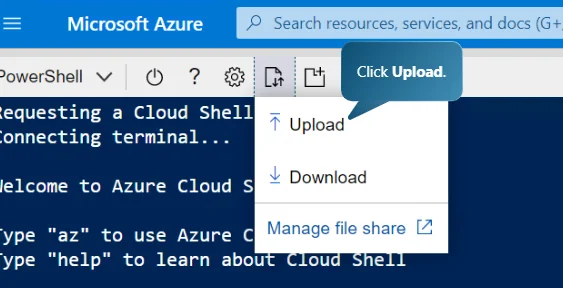 Microsoft Azure
Search resources, services, and docs (G+/
PowerShell
?
Click Upload.
Requesting a Cloud Shell
Connecting terminal...
Upload
Welcome to Azure Cloud S
Download
Type "az" to use Azure C
Manage file share
Type "help" to learn about Cloud Shell